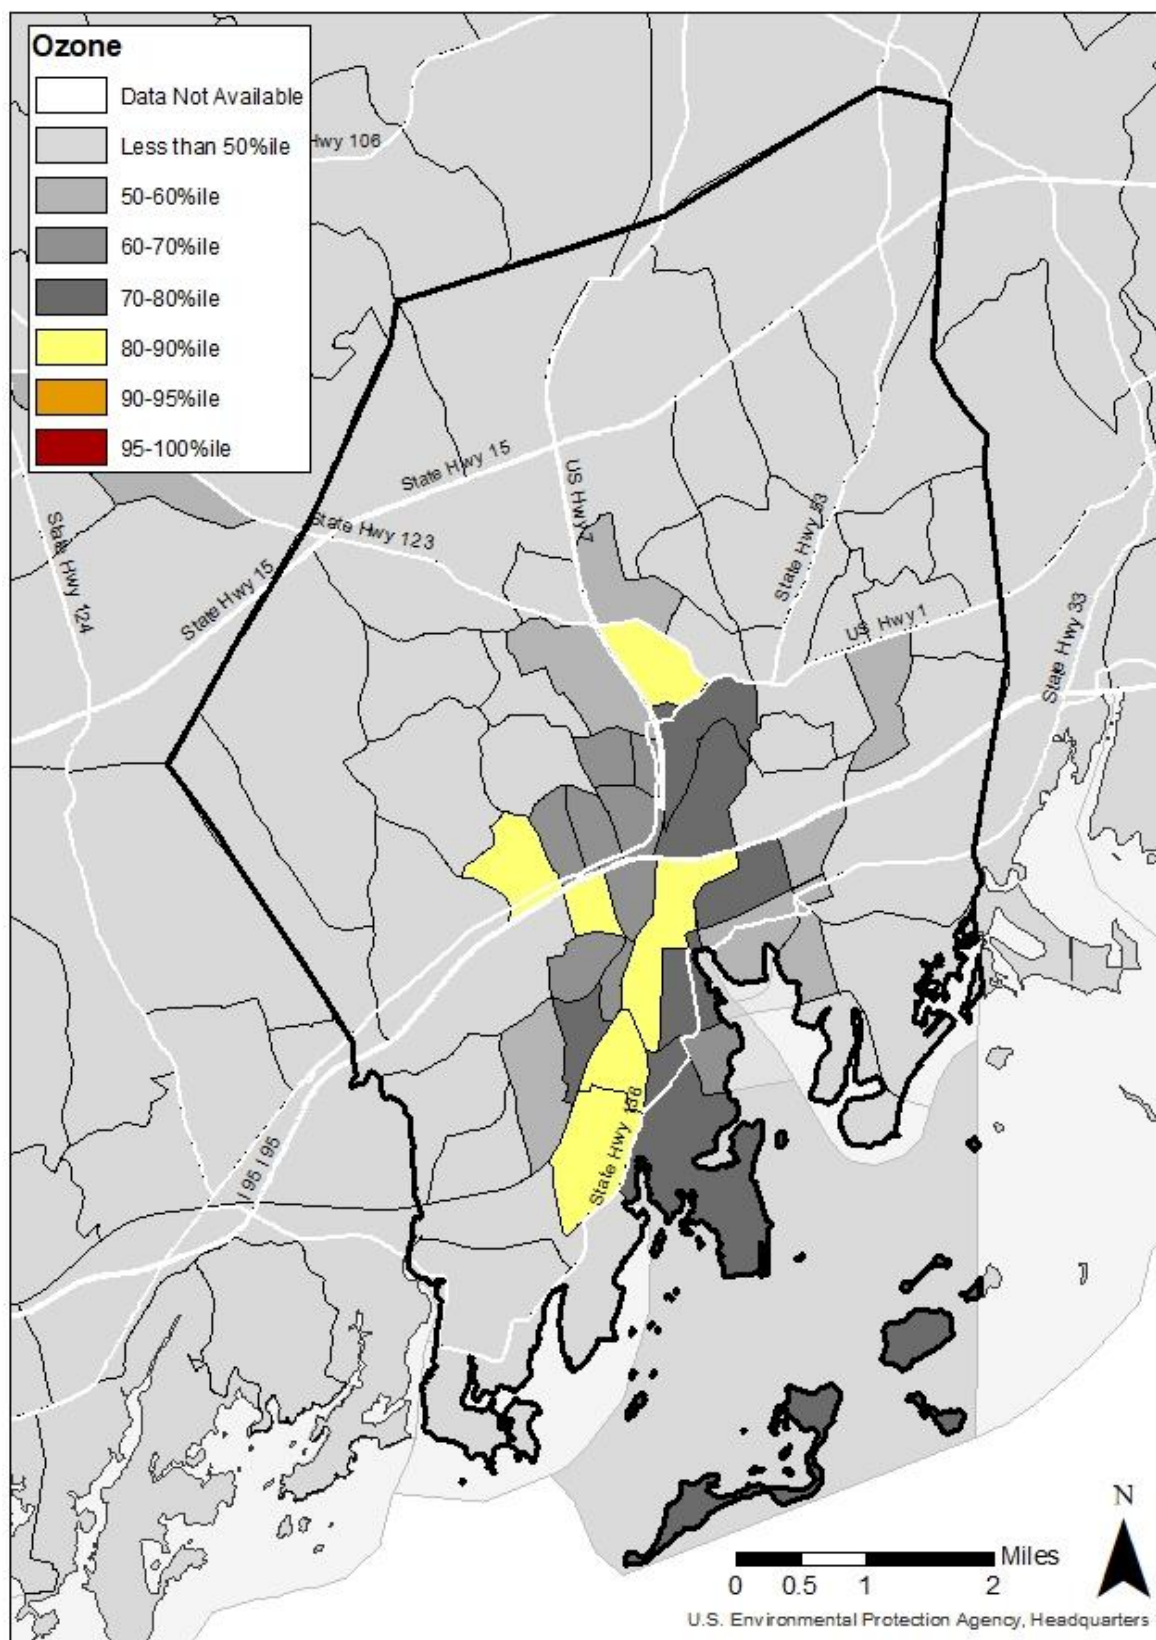 Ozone
Data Not Available
Less than 50%ile
50-60%ile
60-70%ile
70-80%ile
80-90%ile
90-95%ile
95-100%ile
Hwy 106
State Hwy 15
US Hwy 7
State Hwy 123
State Hwy 53
State Hwy 124
State Hwy 15
US Hwy 1
State Hwy 33
State Hwy 136
I 95 I 95
N
Miles
0 0.5 1 2
U.S. Environmental Protection Agency, Headquarters